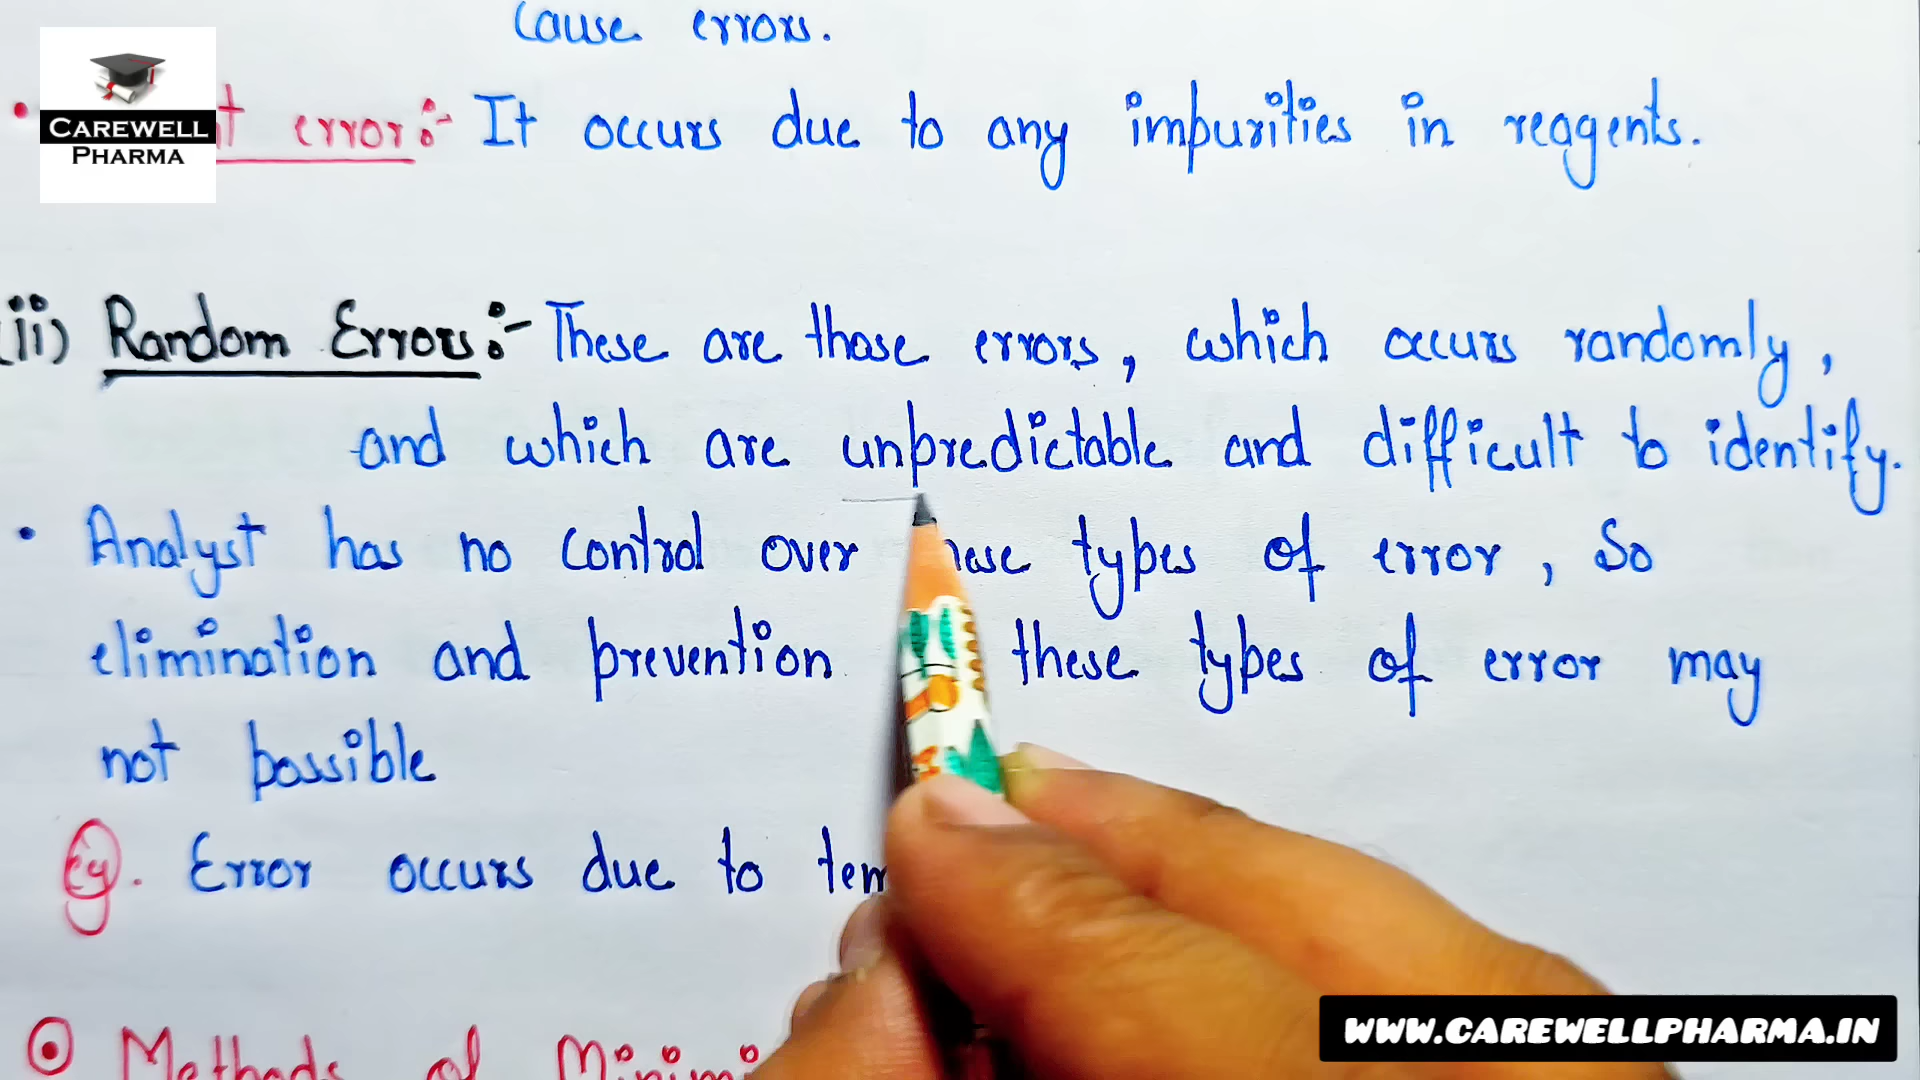 cause errors.
CAREWELL
PHARMA
• error:- It occurs due to any impurities in reagents.
(ii) Random Errors:- These are those errors, which occurs randomly,
and which are unpredictable and difficult to identify.
• Analyst has no control over these types of error, So
elimination and prevention these types of error may
not possible
Eg. Error occurs due to
Methods of
WWW.CAREWELLPHARMA.IN